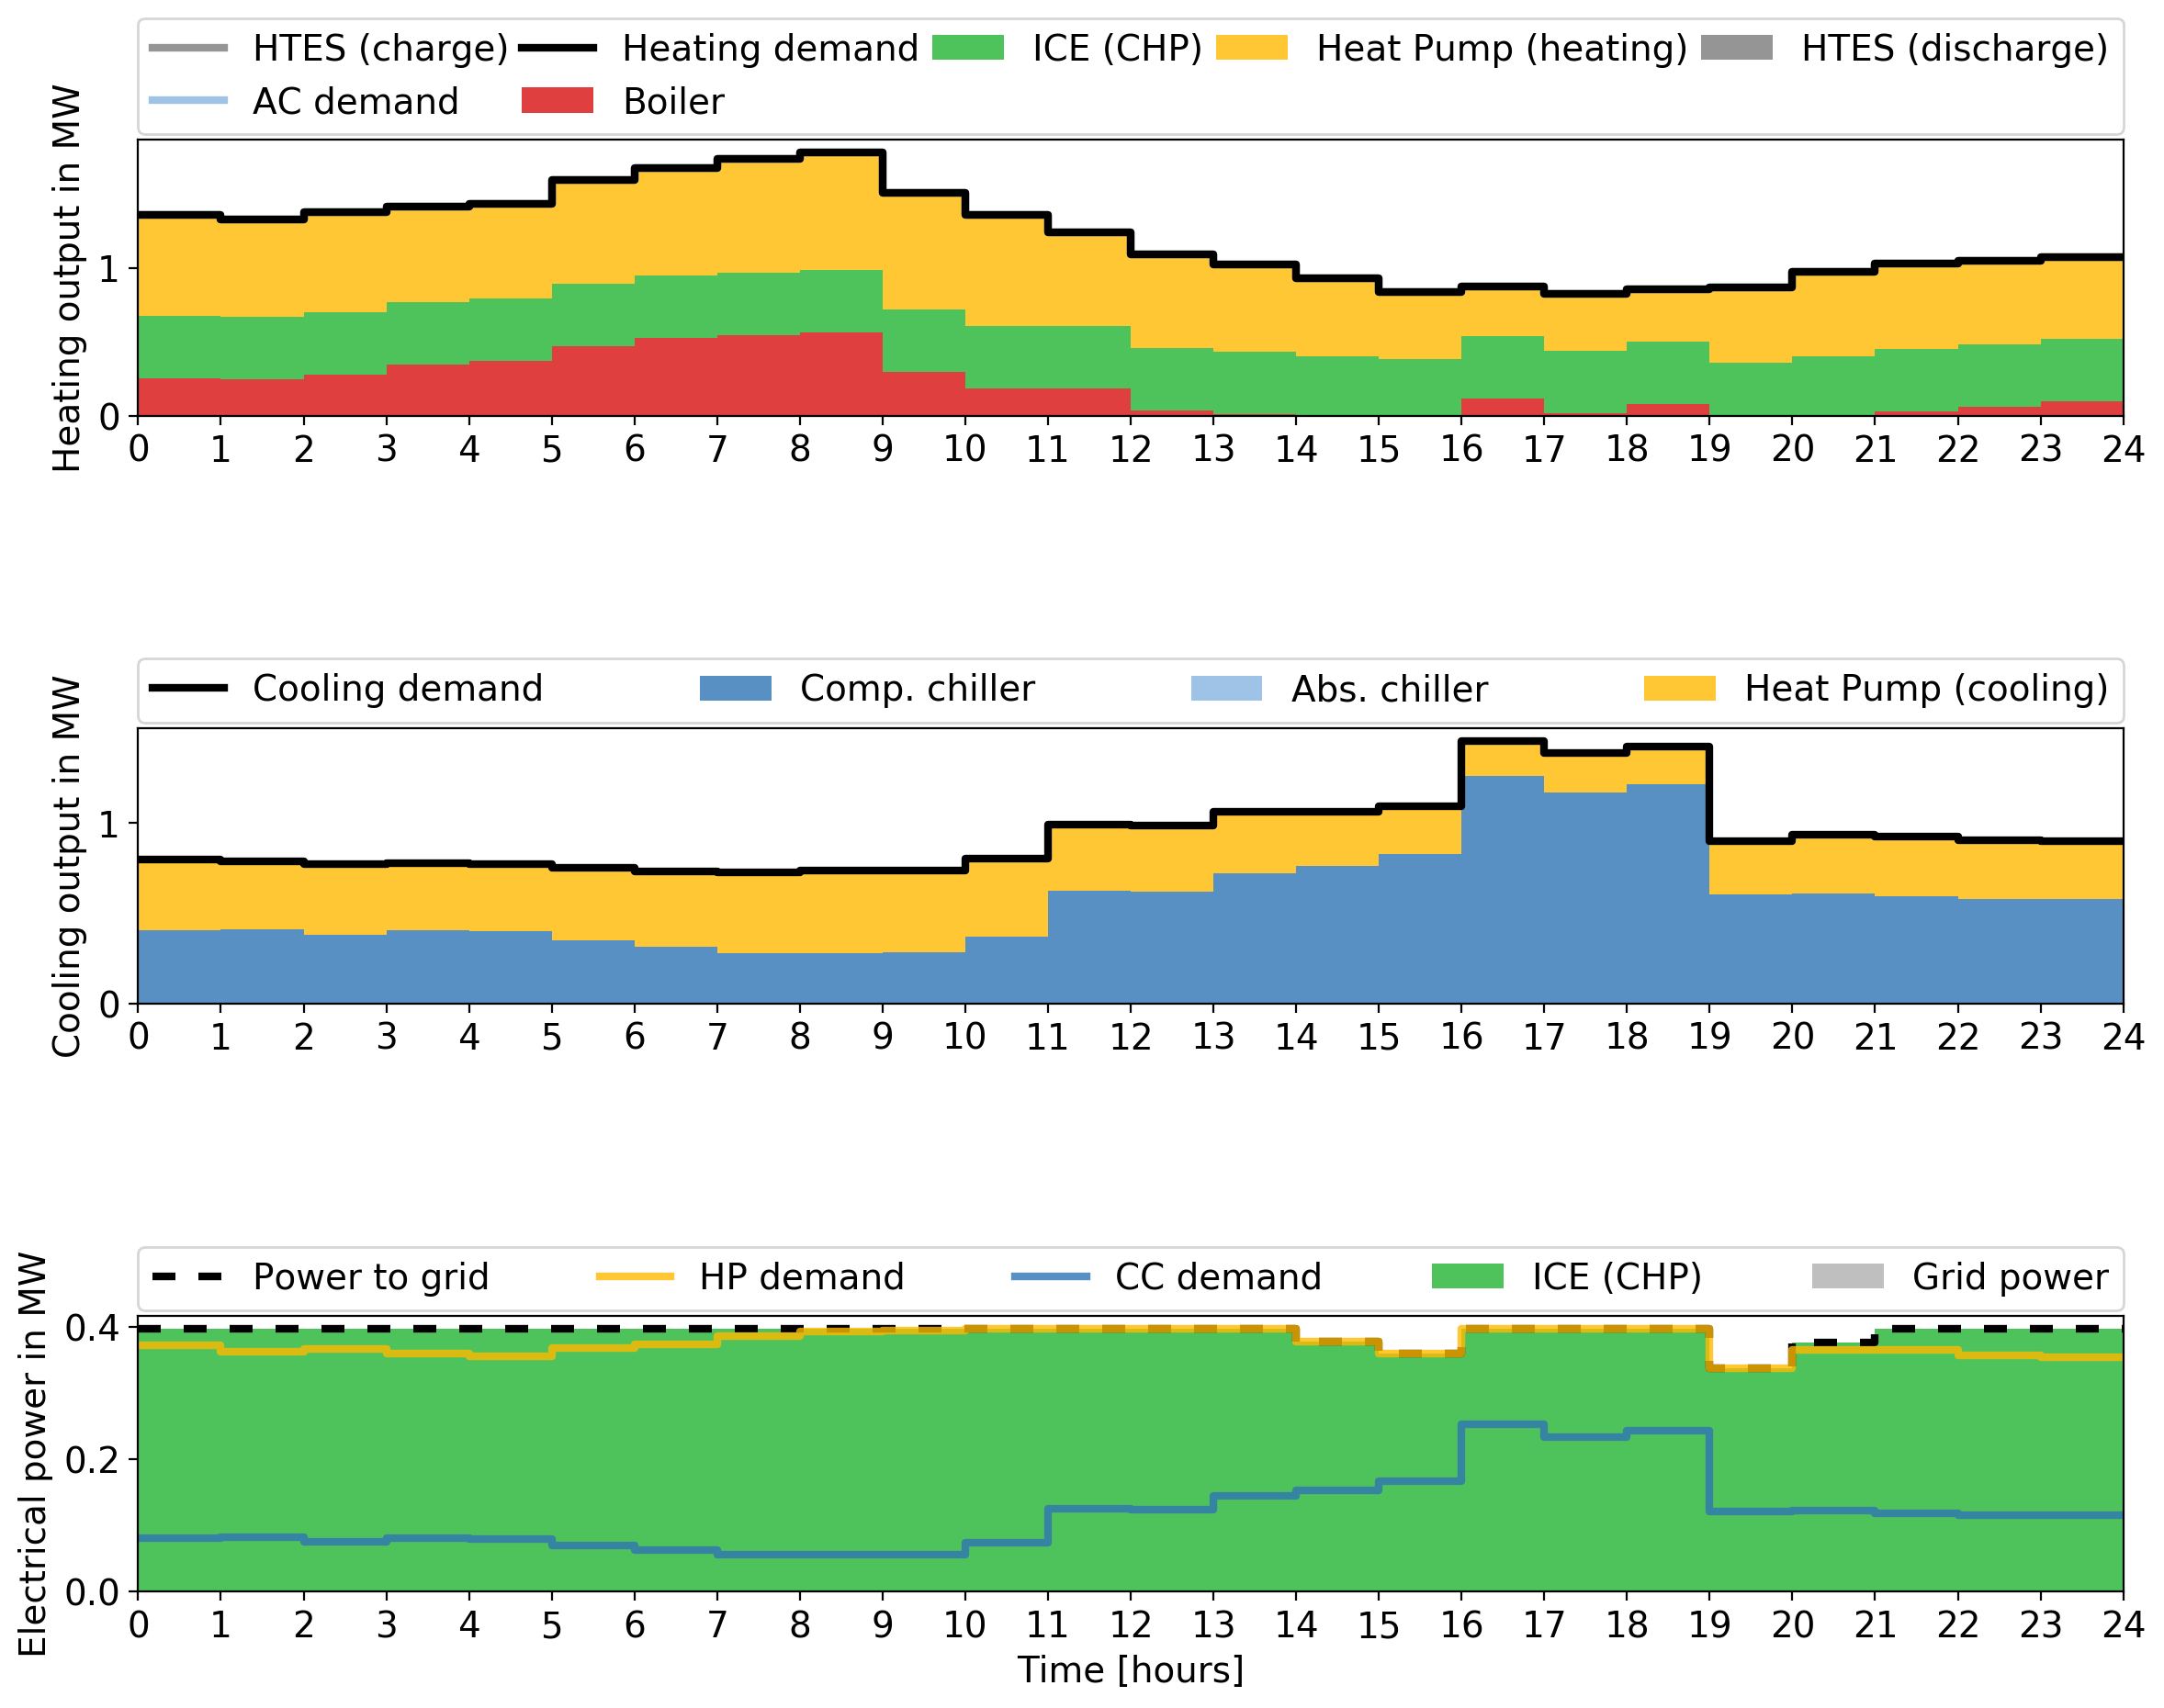 HTES (charge) Heating demand ICE (CHP) Heat Pump (heating) HTES (discharge)
AC demand Boiler
Heating output in MW
1
0
0 1 2 3 4 5 6 7 8 9 10 11 12 13 14 15 16 17 18 19 20 21 22 23 24
Cooling demand Comp. chiller Abs. chiller Heat Pump (cooling)
Cooling output in MW
1
0
0 1 2 3 4 5 6 7 8 9 10 11 12 13 14 15 16 17 18 19 20 21 22 23 24
Power to grid HP demand CC demand ICE (CHP) Grid power
Electrical power in MW
0.4
0.2
0.0
0 1 2 3 4 5 6 7 8 9 10 11 12 13 14 15 16 17 18 19 20 21 22 23 24
Time [hours]